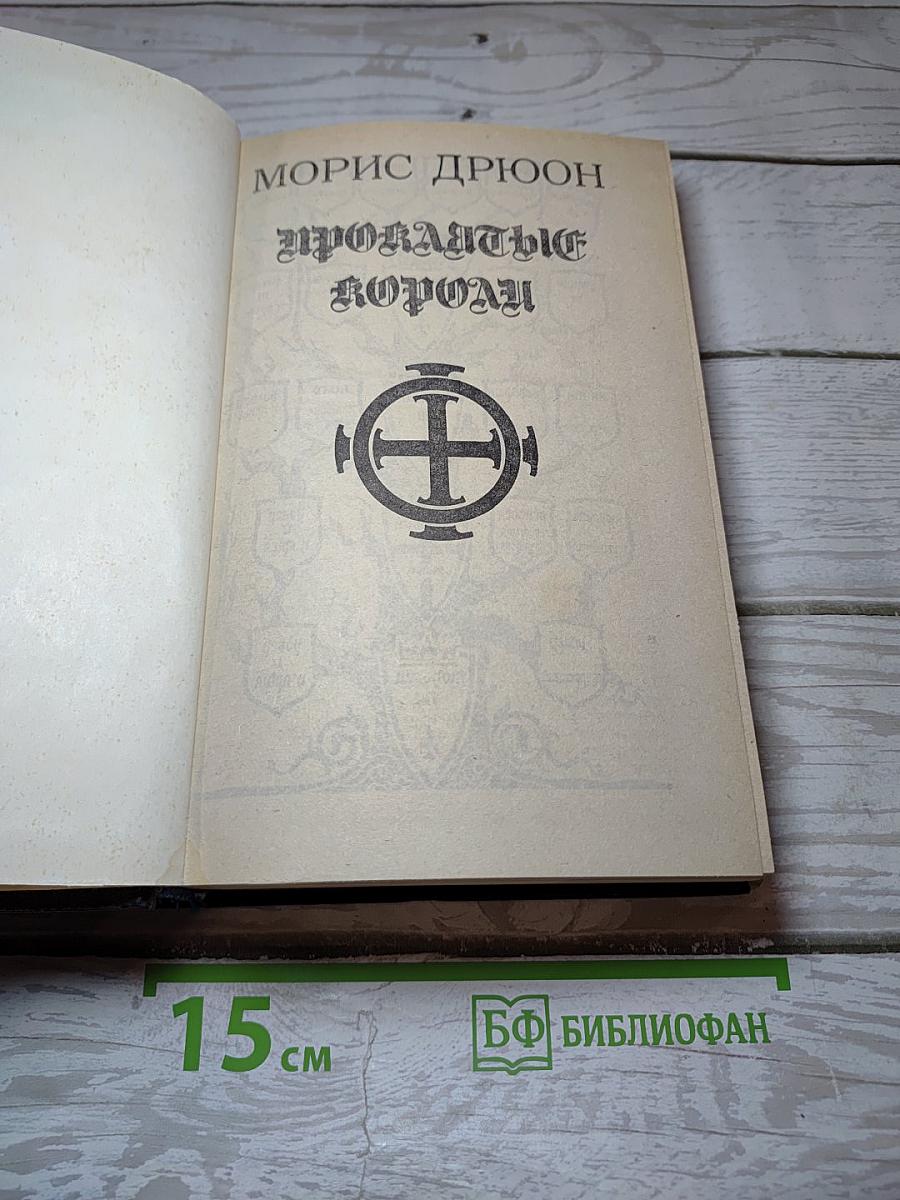 МОРИС ДРЮОН
ПРОКЛЯТЫЕ
КОРОЛИ
15 см
БФ БИБЛИОФАН